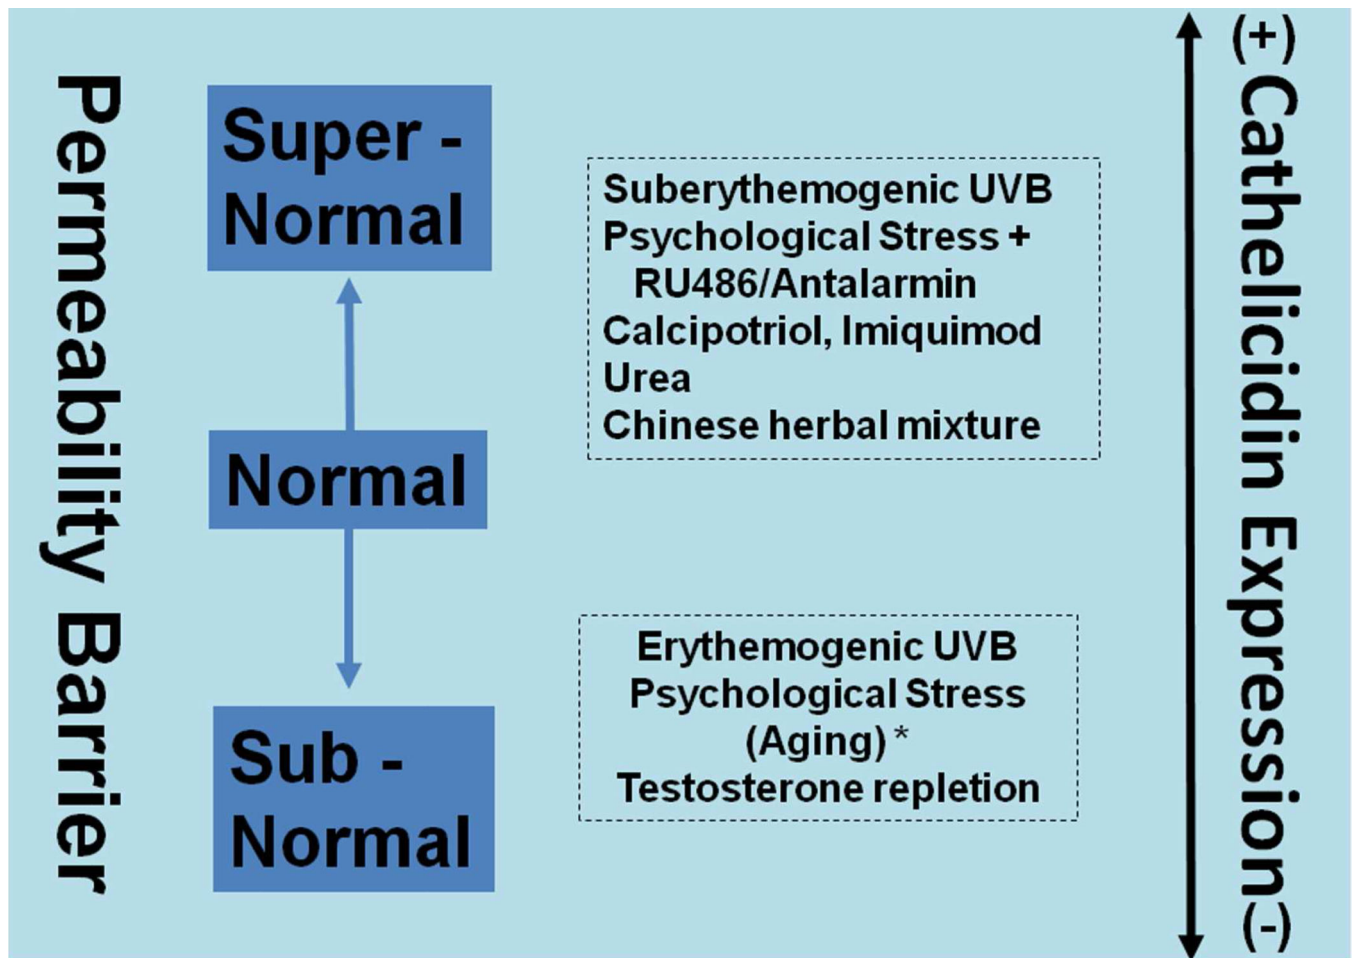 Permeability Barrier
Super -
Normal
Normal
Sub -
Normal
Suberythemogenic UVB
Psychological Stress +
RU486/Antalarmin
Calcipotriol, Imiquimod
Urea
Chinese herbal mixture
Erythemogenic UVB
Psychological Stress
(Aging) *
Testosterone repletion
(+) Cathelicidin Expression (-)